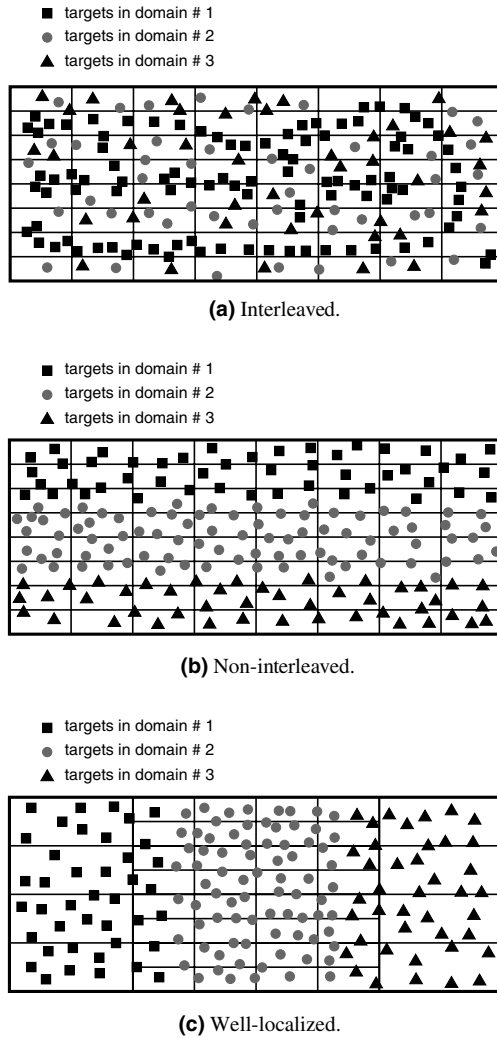 targets in domain # 1
targets in domain # 2
targets in domain # 3
(a) Interleaved.
targets in domain # 1
targets in domain # 2
targets in domain # 3
(b) Non-interleaved.
targets in domain # 1
targets in domain # 2
targets in domain # 3
(c) Well-localized.